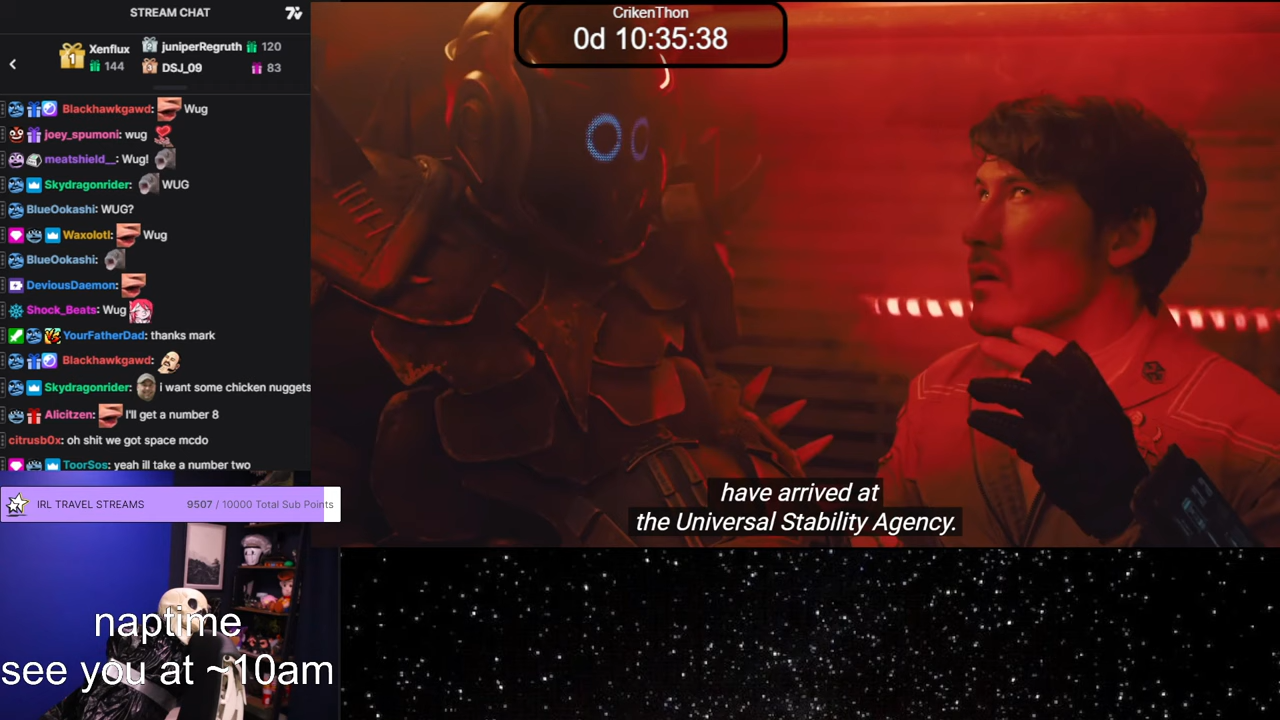 STREAM CHAT
Xenflux
144
juniperRegruth 120
DSJ_09 83
Blackhawkgawd: Wug
joey_spumoni: wug
meatshield__: Wug!
Skydragonrider: WUG
BlueOokashi: WUG?
Waxolotl: Wug
BlueOokashi:
DeviousDaemon:
Shock_Beats: Wug
YourFatherDad: thanks mark
Blackhawkgawd:
Skydragonrider: i want some chicken nuggets
Alicitzen: I'll get a number 8
citrusb0x: oh shit we got space mcdo
ToorSos: yeah ill take a number two
IRL TRAVEL STREAMS 9507 / 10000 Total Sub Points
naptime
see you at ~10am
CrikenThon
0d 10:35:38
have arrived at
the Universal Stability Agency.